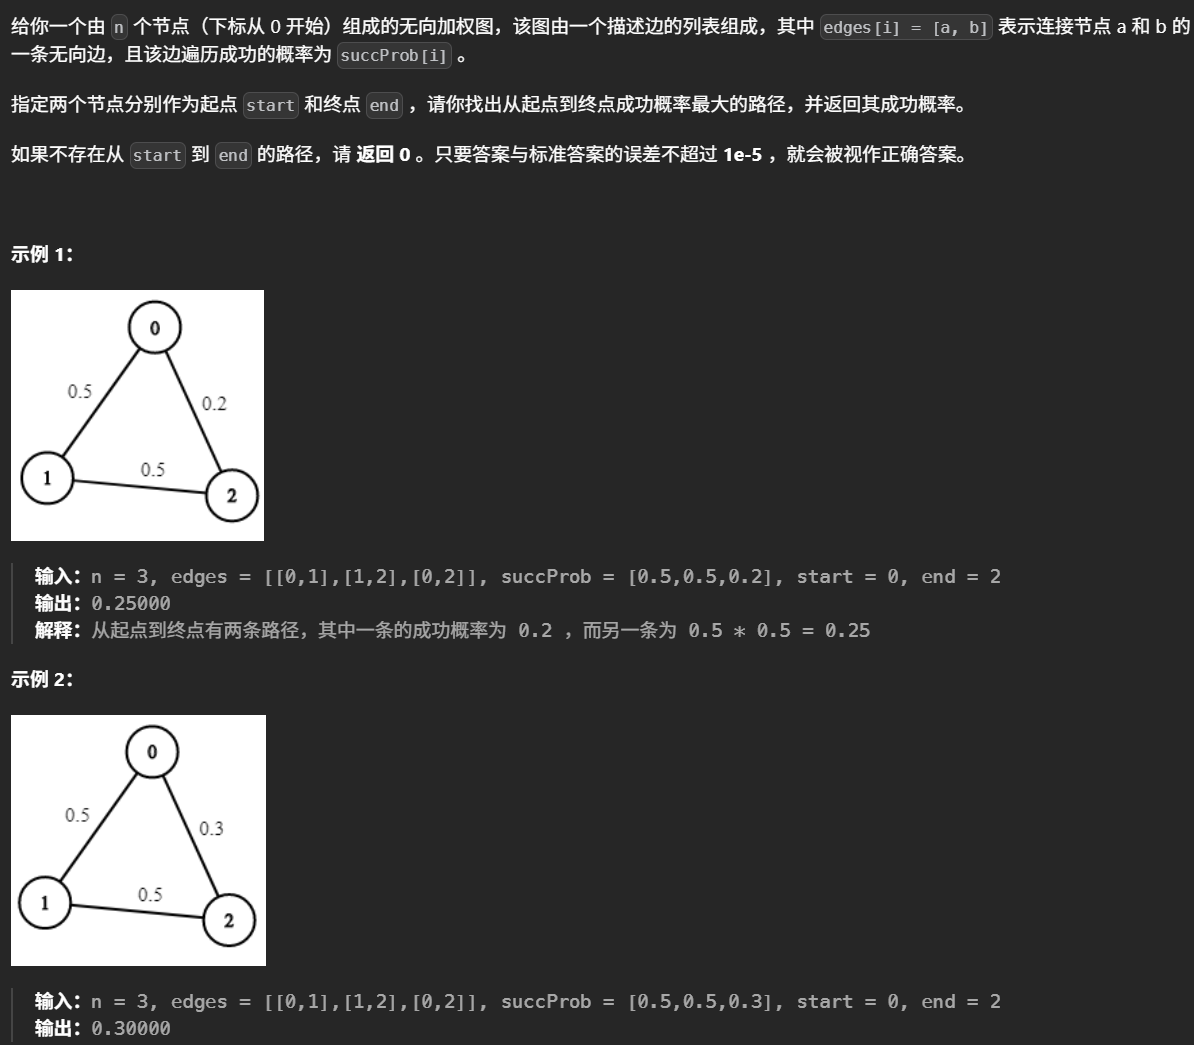 给你一个由 n 个节点（下标从 0 开始）组成的无向加权图，该图由一个描述边的列表组成，其中 edges[i] = [a, b] 表示连接节点 a 和 b 的
一条无向边，且该边遍历成功的概率为 succProb[i] 。
指定两个节点分别作为起点 start 和终点 end ，请你找出从起点到终点成功概率最大的路径，并返回其成功概率。
如果不存在从 start 到 end 的路径，请 返回 0 。只要答案与标准答案的误差不超过 1e-5 ，就会被视作正确答案。
示例 1：
0
0.5
0.2
0.5
1
2
输入：n = 3, edges = [[0,1],[1,2],[0,2]], succProb = [0.5,0.5,0.2], start = 0, end = 2
输出：0.25000
解释：从起点到终点有两条路径，其中一条的成功概率为 0.2 ，而另一条为 0.5 * 0.5 = 0.25
示例 2：
0
0.5
0.3
0.5
1
2
输入：n = 3, edges = [[0,1],[1,2],[0,2]], succProb = [0.5,0.5,0.3], start = 0, end = 2
输出：0.30000